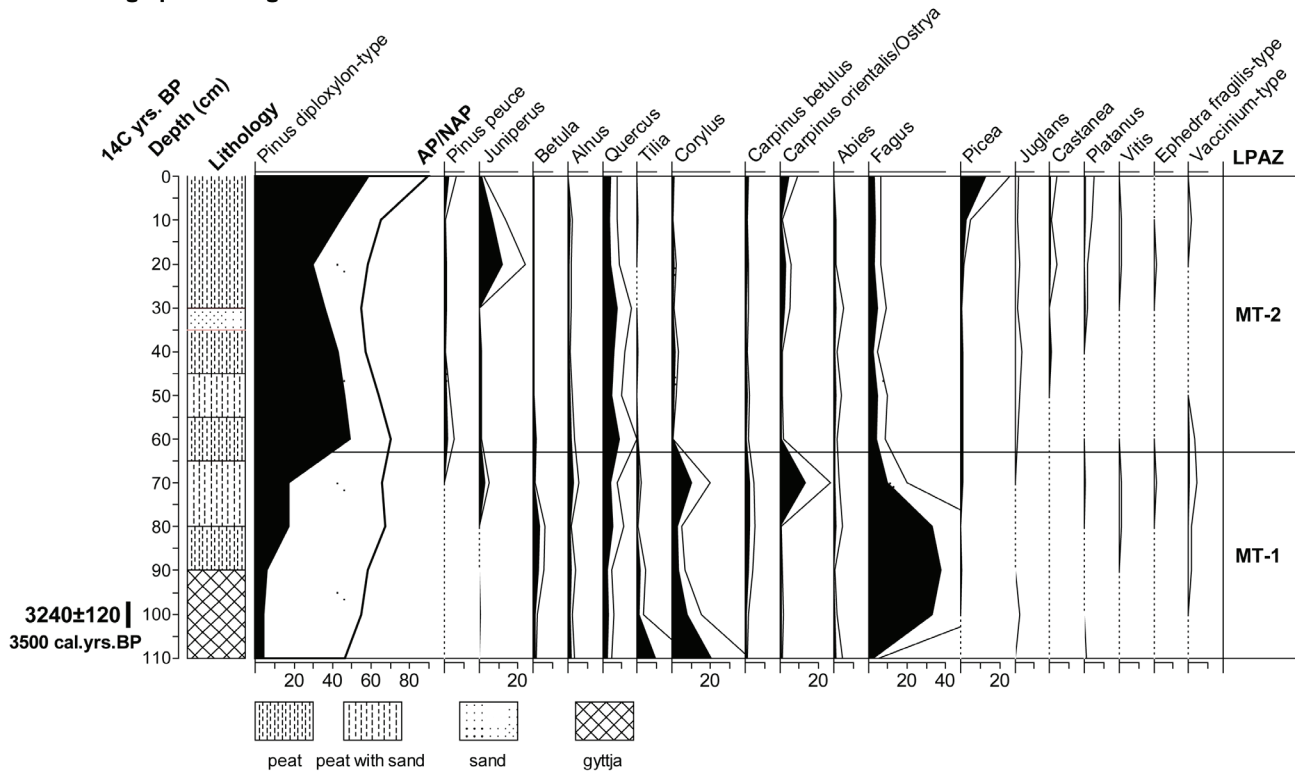 14C yrs. BP
Depth (cm)
Lithology
Pinus diploxylon-type
AP/NAP
Pinus peuce
Juniperus
Betula
Alnus
Quercus
Tilia
Corylus
Carpinus betulus
Carpinus orientalis/Ostrya
Abies
Fagus
Picea
Juglans
Castanea
Platanus
Vitis
Ephedra fragilis-type
Vaccinium-type
LPAZ
0
10
20
30
40
50
60
70
80
90
100
110
MT-2
MT-1
3240±120
3500 cal.yrs.BP
20 40 60 80 20 20 20 20 40 20
peat peat with sand sand gyttja